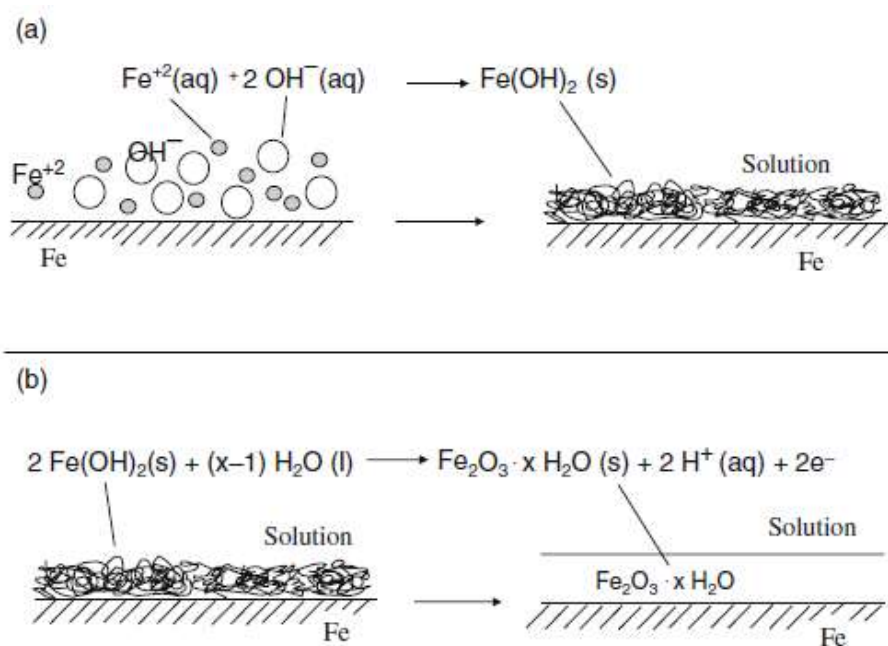 (a)
Fe⁺²(aq) + 2 OH⁻(aq) → Fe(OH)₂ (s)
OH⁻
Fe⁺²
Solution
Fe
Fe
(b)
2 Fe(OH)₂(s) + (x–1) H₂O (l) → Fe₂O₃ · x H₂O (s) + 2 H⁺ (aq) + 2e⁻
Solution
Solution
Fe₂O₃ · x H₂O
Fe
Fe